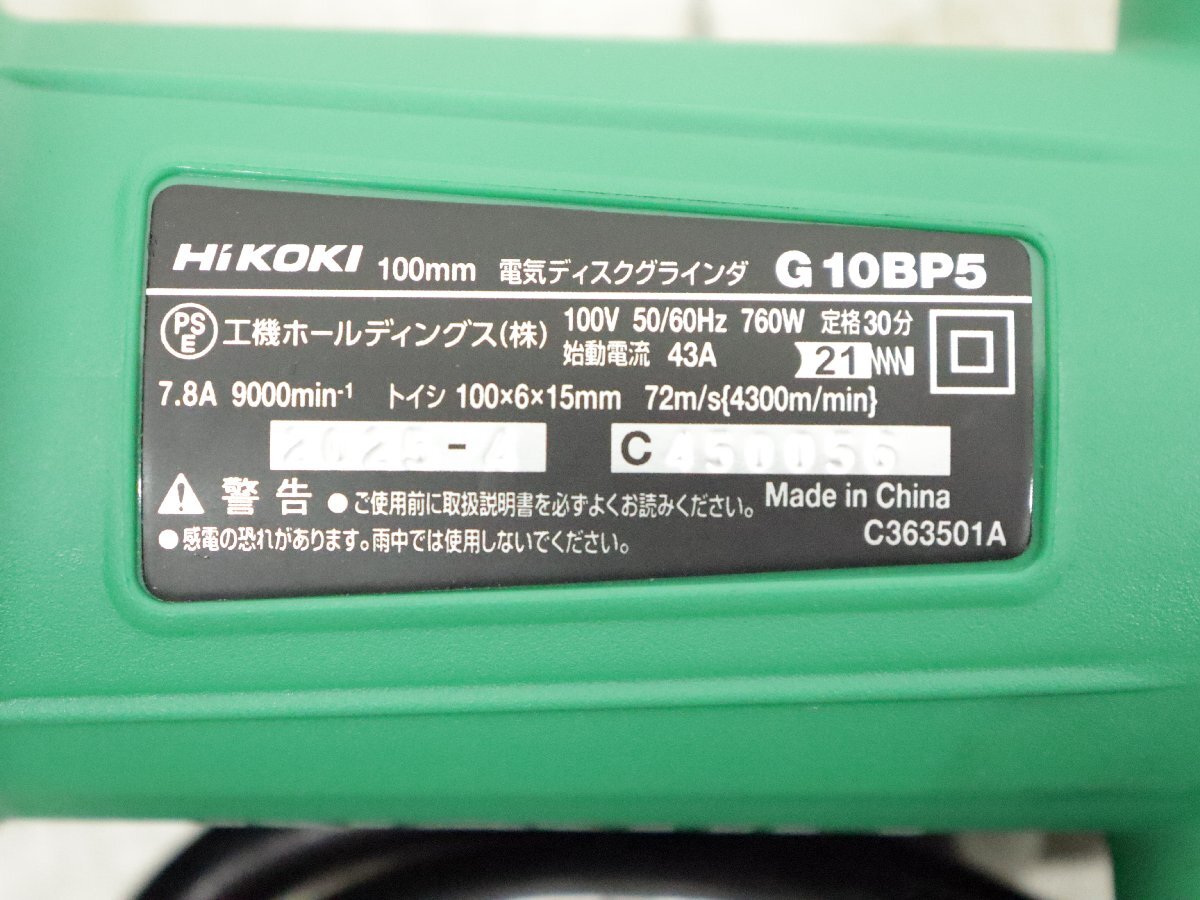 HiKOKI 100mm 電気ディスクグラインダ G10BP5
PSE 工機ホールディングス(株) 100V 50/60Hz 760W 定格30分
始動電流 43A 21
7.8A 9000min⁻¹ トイシ 100×6×15mm 72m/s{4300m/min}
2025-4 C 450056
警告 ●ご使用前に取扱説明書を必ずよくお読みください。 Made in China
●感電の恐れがあります。雨中では使用しないでください。 C363501A